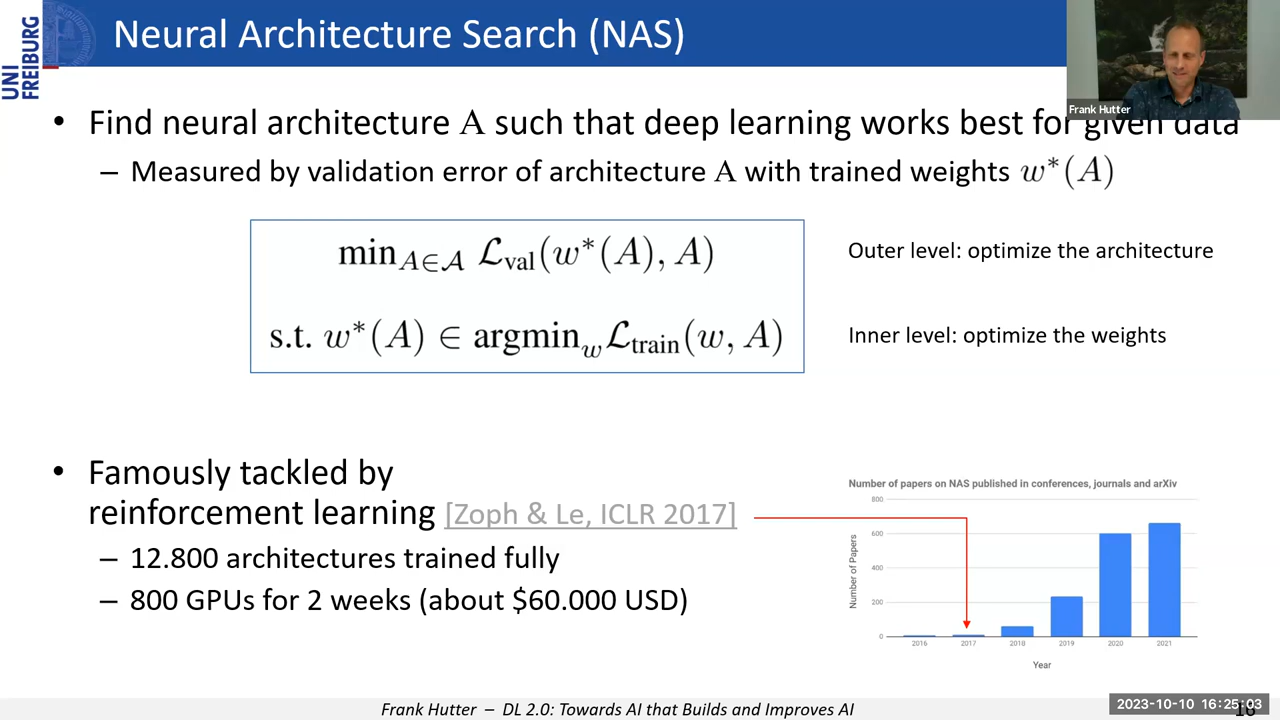 UNI
FREIBURG
Neural Architecture Search (NAS)
Frank Hutter
• Find neural architecture A such that deep learning works best for given data
– Measured by validation error of architecture A with trained weights w*(A)
min_{A∈𝒜} ℒ_val(w*(A), A)
Outer level: optimize the architecture
s.t. w*(A) ∈ argmin_w ℒ_train(w, A)
Inner level: optimize the weights
• Famously tackled by
reinforcement learning [Zoph & Le, ICLR 2017]
– 12.800 architectures trained fully
– 800 GPUs for 2 weeks (about $60.000 USD)
Number of papers on NAS published in conferences, journals and arXiv
Number of Papers
800
600
400
200
0
2016 2017 2018 2019 2020 2021
Year
Frank Hutter – DL 2.0: Towards AI that Builds and Improves AI
2023-10-10 16:25:03